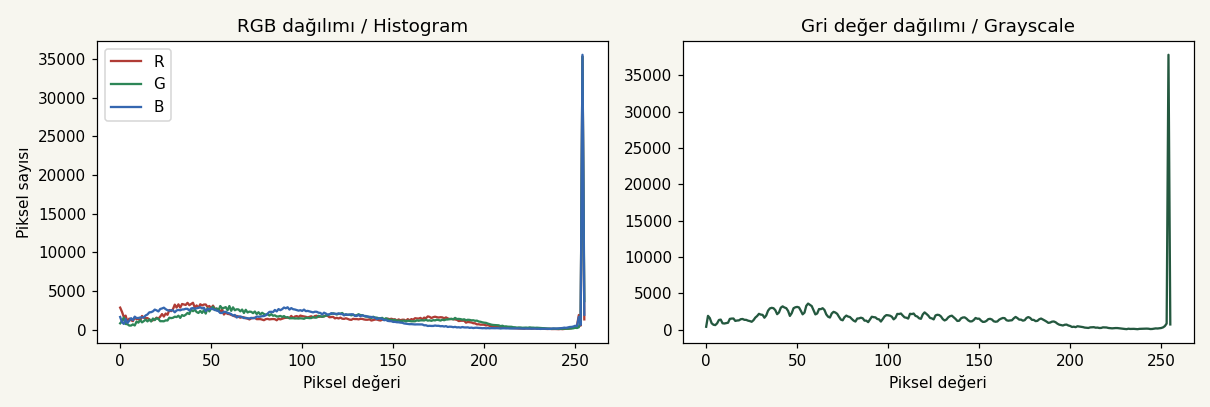 RGB dağılımı / Histogram
Gri değer dağılımı / Grayscale
R
G
B
35000
30000
25000
20000
15000
10000
5000
0
Piksel sayısı
0 50 100 150 200 250
Piksel değeri
35000
30000
25000
20000
15000
10000
5000
0
0 50 100 150 200 250
Piksel değeri